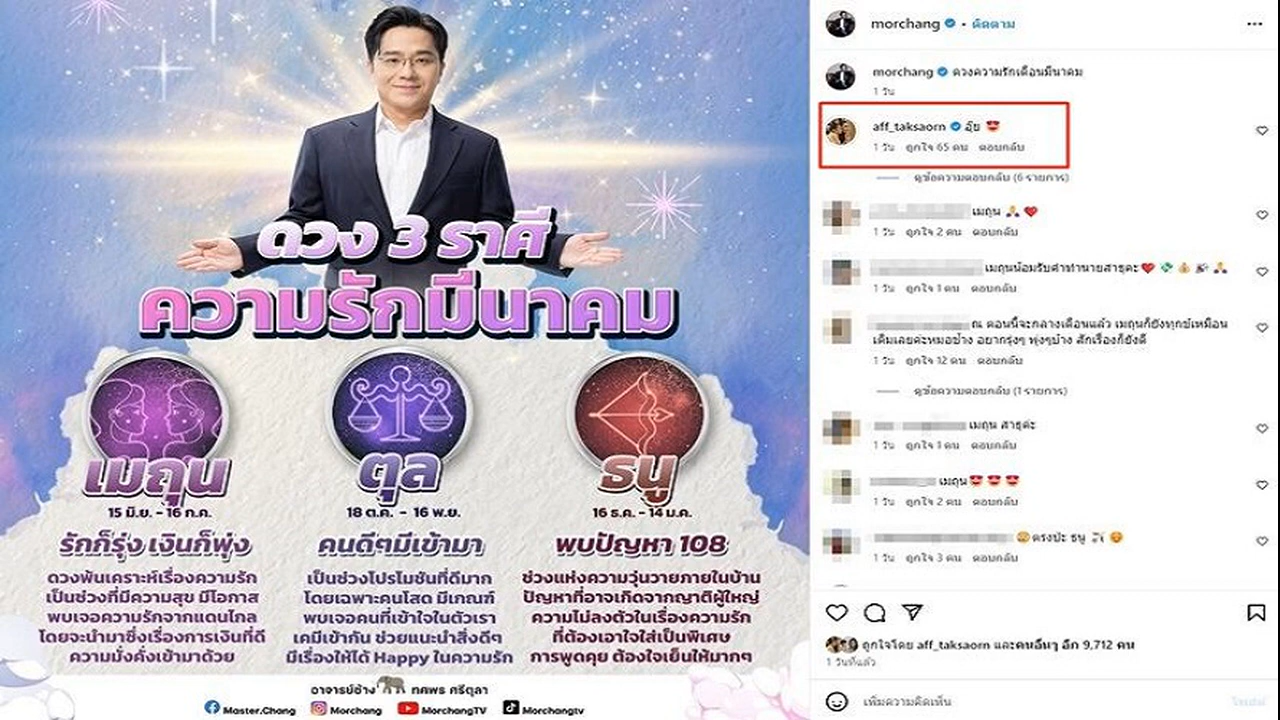 ดวง 3 ราศี
ความรักมีนาคม
เมถุน
15 มิ.ย. - 16 ก.ค.
รักก็รุ่ง เงินก็พุ่ง
ดวงพ้นเคราะห์เรื่องความรัก
เป็นช่วงที่มีความสุข มีโอกาส
พบเจอความรักจากแดนไกล
โดยจะนำมาซึ่งเรื่องการเงินที่ดี
ความมั่งคั่งเข้ามาด้วย
ตุล
18 ต.ค. - 16 พ.ย.
คนดีๆมีเข้ามา
เป็นช่วงโปรโมชันที่ดีมาก
โดยเฉพาะคนโสด มีเกณฑ์
พบเจอคนที่เข้าใจในตัวเรา
เคมีเข้ากัน ช่วยแนะนำสิ่งดีๆ
มีเรื่องให้ได้ Happy ในความรัก
ธนู
16 ธ.ค. - 14 ม.ค.
พบปัญหา 108
ช่วงแห่งความวุ่นวายภายในบ้าน
ปัญหาที่อาจเกิดจากญาติผู้ใหญ่
ความไม่ลงตัวในเรื่องความรัก
ที่ต้องเอาใจใส่เป็นพิเศษ
การพูดคุย ต้องใจเย็นให้มากๆ
อาจารย์ช้าง ทศพร ศรีตุลา
Master.Chang Morchang MorchangTV Morchangtv
morchang • ติดตาม
morchang ดวงความรักเดือนมีนาคม
1 วัน
aff_taksaorn อุ๊ย 😍
1 วัน ถูกใจ 65 คน ตอบกลับ
ดูข้อความตอบกลับ (6 รายการ)
เมถุน 🙏❤️
1 วัน ถูกใจ 2 คน ตอบกลับ
เมถุนน้อมรับคำทำนายสาธุคะ
1 วัน ถูกใจ 1 คน ตอบกลับ
ณ ตอนนี้จะกลางเดือนแล้ว เมถุนก็ยังทุกข์เหมือน
เดิมเลยค่ะหมอช้าง อยากรุ่งๆ พุ่งๆบ้าง สักเรื่องก็ยังดี
1 วัน ถูกใจ 12 คน ตอบกลับ
ดูข้อความตอบกลับ (1 รายการ)
เมถุน สาธุค่ะ
1 วัน ถูกใจ 1 คน ตอบกลับ
เมถุน😍😍😍
1 วัน ถูกใจ 2 คน ตอบกลับ
ตรงปะ ธนู
1 วัน ถูกใจ 3 คน ตอบกลับ
ถูกใจโดย aff_taksaorn และคนอื่นๆ อีก 9,712 คน
1 วันที่แล้ว
เพิ่มความคิดเห็น
โพสต์